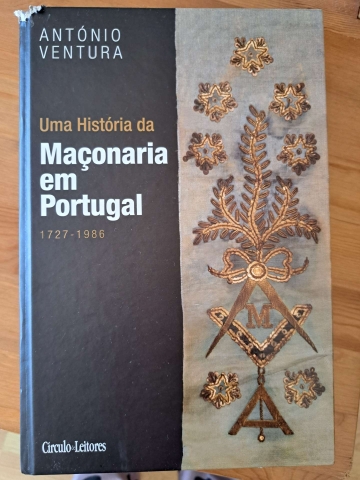 ANTÓNIO
VENTURA
Uma História da
Maçonaria
em
Portugal
1727-1986
M
Círculo de Leitores